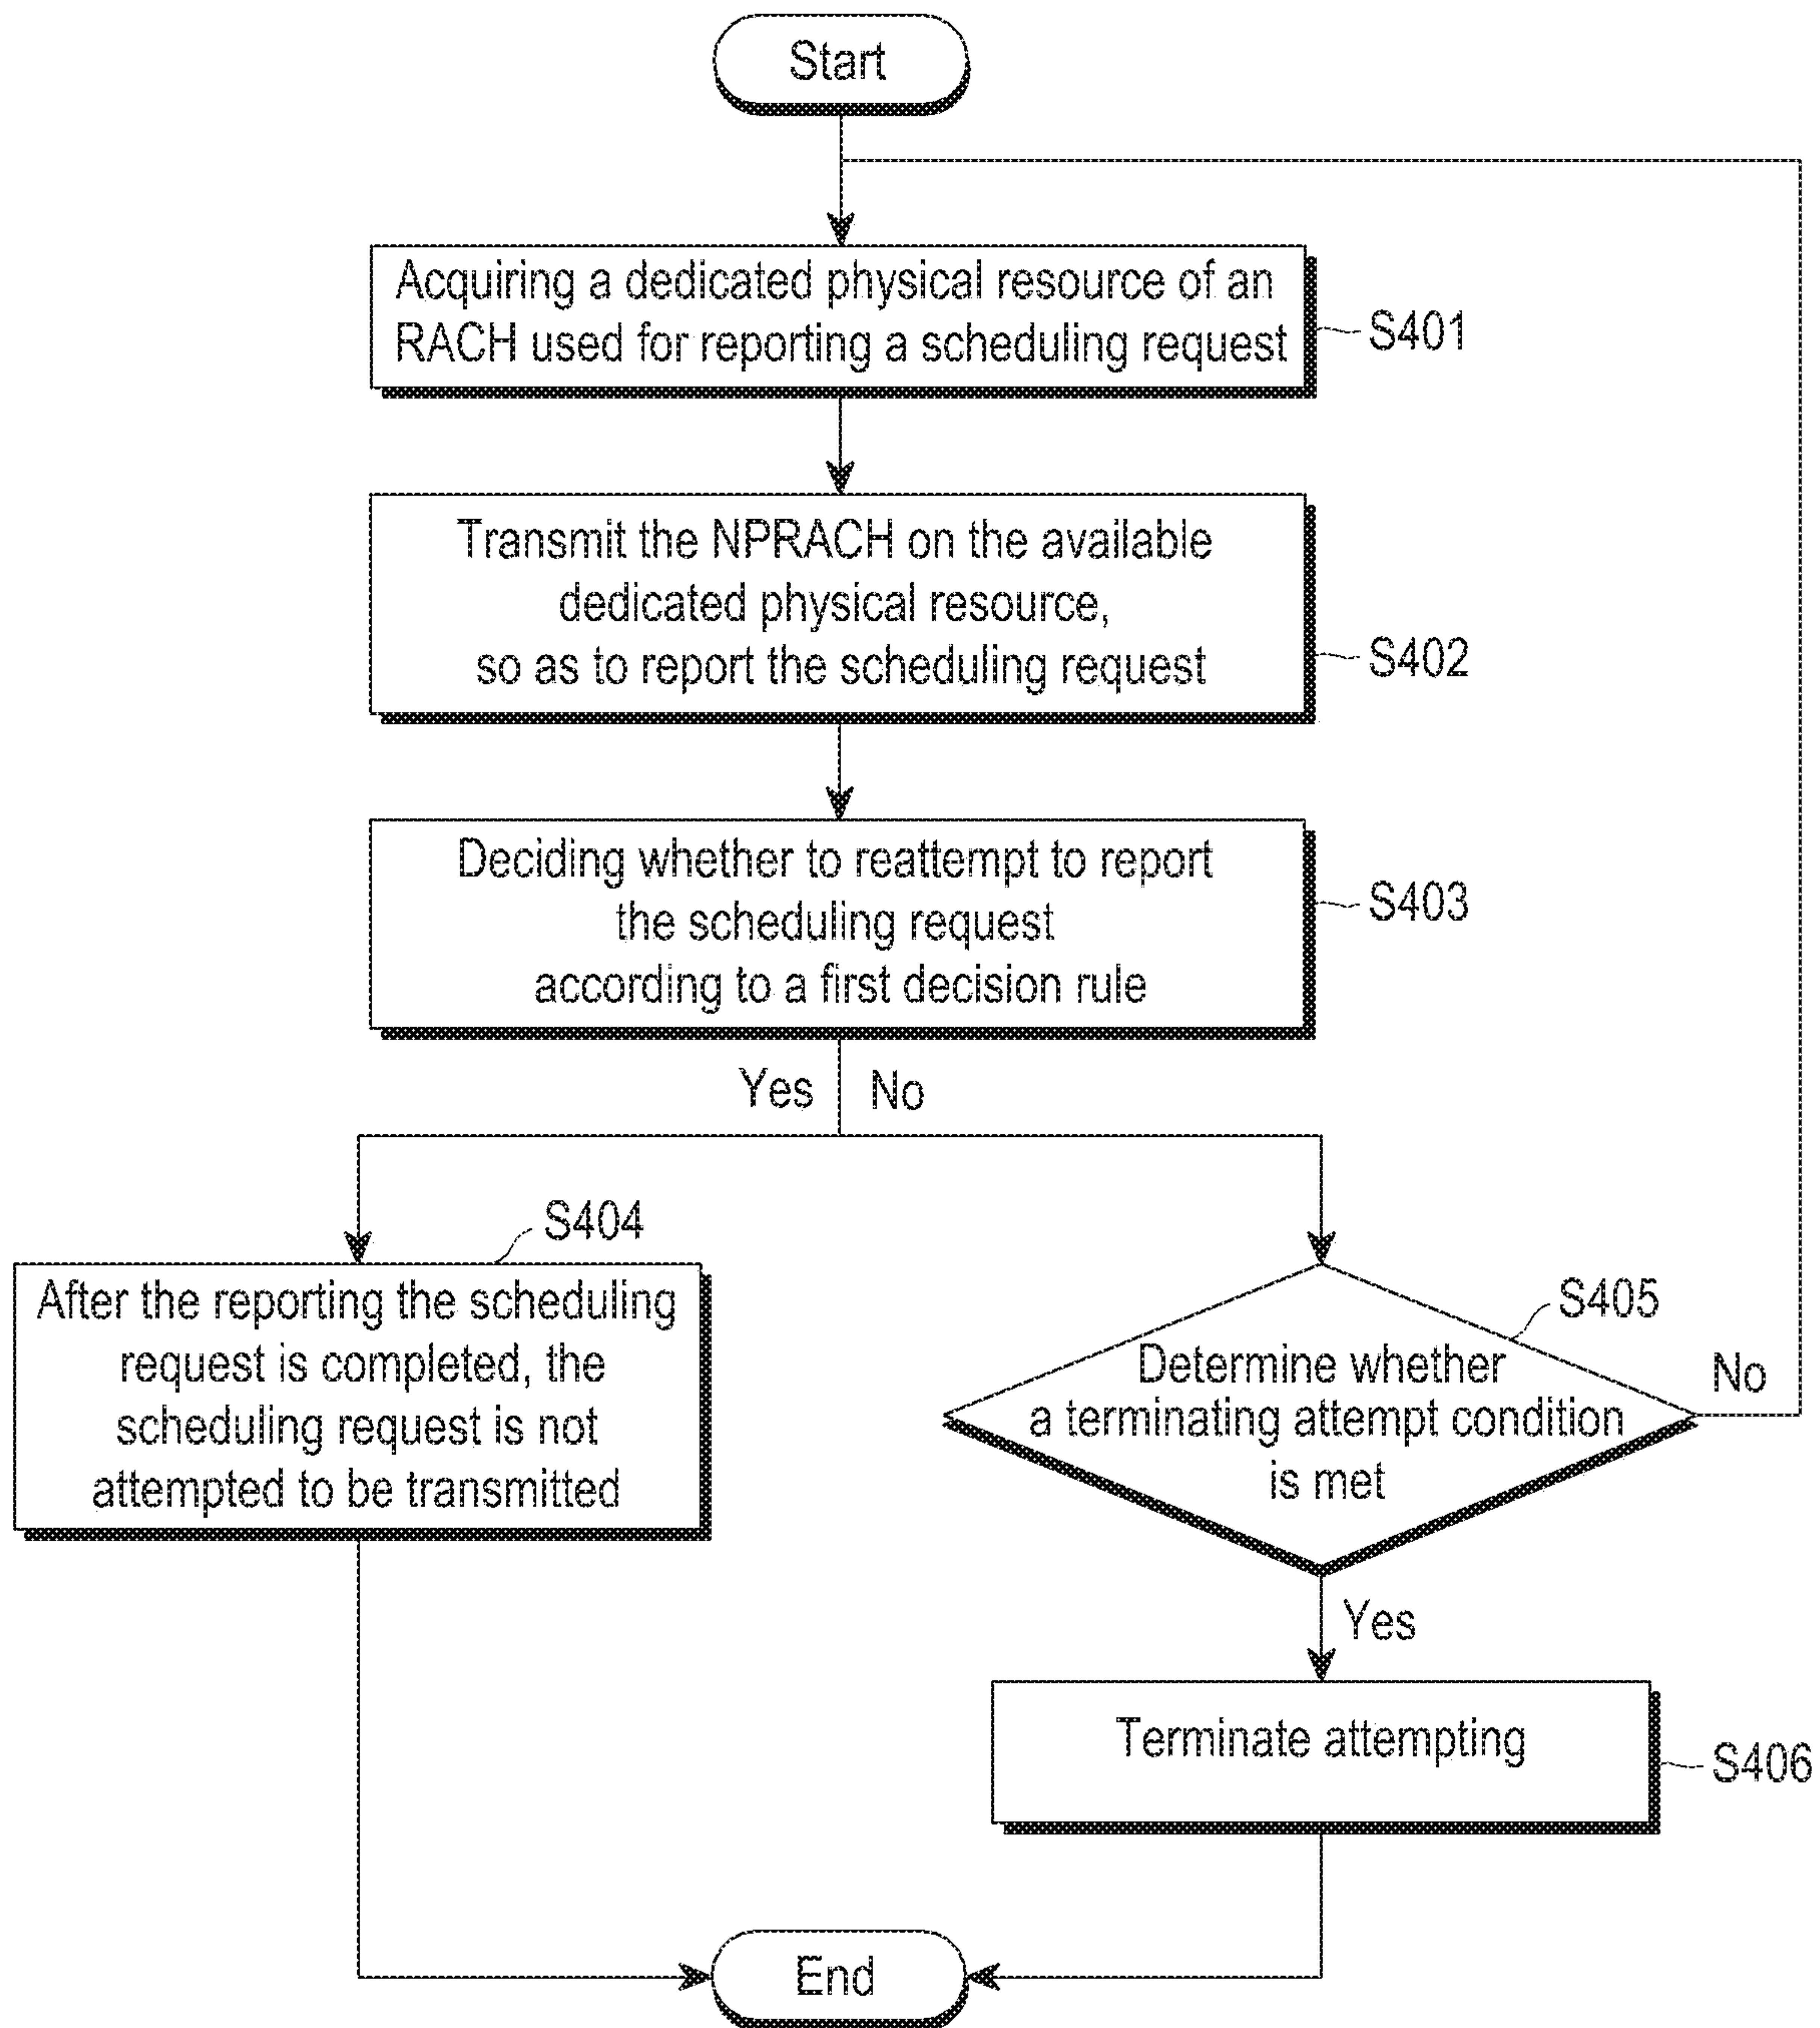 Start
Acquiring a dedicated physical resource of an
RACH used for reporting a scheduling request
S401
Transmit the NPRACH on the available
dedicated physical resource,
so as to report the scheduling request
S402
Deciding whether to reattempt to report
the scheduling request
according to a first decision rule
S403
Yes
No
S404
After the reporting the scheduling
request is completed, the
scheduling request is not
attempted to be transmitted
S405
Determine whether
a terminating attempt condition
is met
No
Yes
Terminate attempting
S406
End